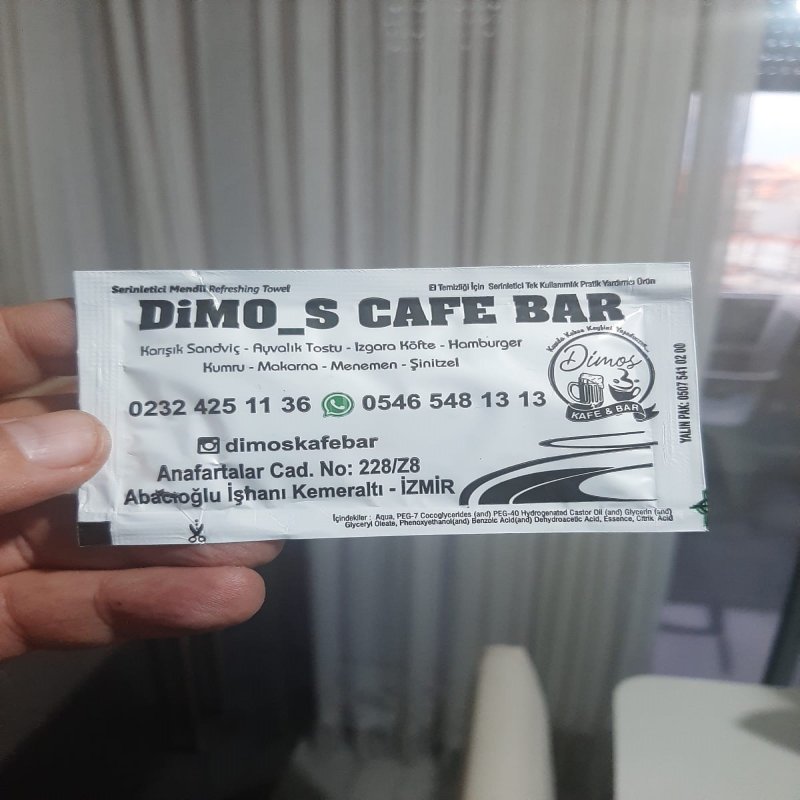 Serinletici Mendil Refreshing Towel
El Temizliği İçin Serinletici Tek Kullanımlık Pratik Yardımcı Ürün
DiMO_S CAFE BAR
Karışık Sandviç - Ayvalık Tostu - Izgara Köfte - Hamburger
Kumru - Makarna - Menemen - Şinitzel
0232 425 11 36 0546 548 13 13
dimoskafebar
Anafartalar Cad. No: 228/Z8
Abacıoğlu İşhanı Kemeraltı - İZMİR
Dimos
KAFE & BAR
YALIN PAK: 0507 541 02 00
İçindekiler : Aqua, PEG-7 Cocoglycerides (and) PEG-40 Hydrogenated Castor Oil (and) Glycerin (and)
Glyceryl Oleate, Phenoxyethanol(and) Benzoic Acid(and) Dehydroacetic Acid, Essence, Citrik Acid